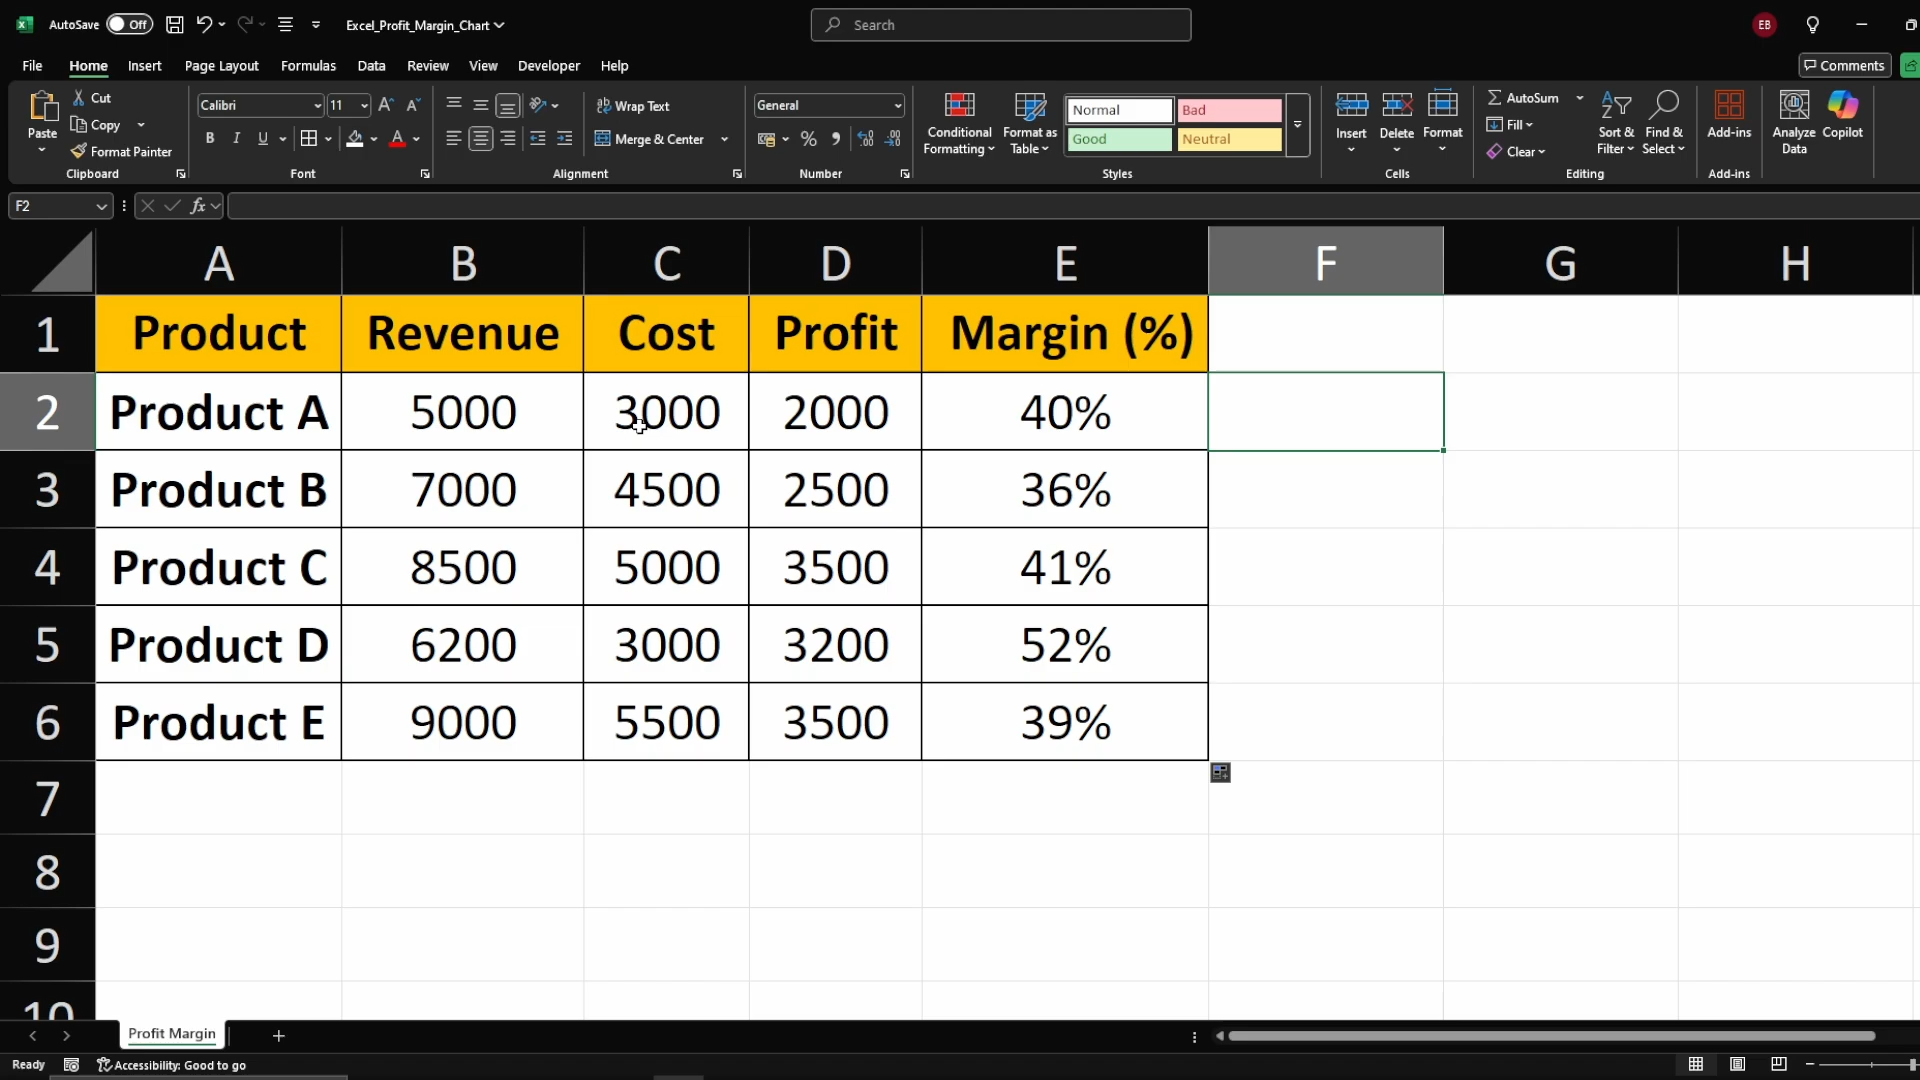 AutoSave Off Excel_Profit_Margin_Chart Search EB
File Home Insert Page Layout Formulas Data Review View Developer Help Comments
Paste Cut Copy Format Painter Clipboard
Calibri 11 B I U A Font
Wrap Text Merge & Center Alignment
General % Number
Conditional Formatting Format as Table Normal Bad Good Neutral Styles
Insert Delete Format Cells
AutoSum Fill Clear Sort & Filter Find & Select Editing
Add-ins Add-ins
Analyze Data Copilot
F2 fx
A B C D E F G H
1 Product Revenue Cost Profit Margin (%)
2 Product A 5000 3000 2000 40%
3 Product B 7000 4500 2500 36%
4 Product C 8500 5000 3500 41%
5 Product D 6200 3000 3200 52%
6 Product E 9000 5500 3500 39%
7
8
9
10
Profit Margin
Ready Accessibility: Good to go